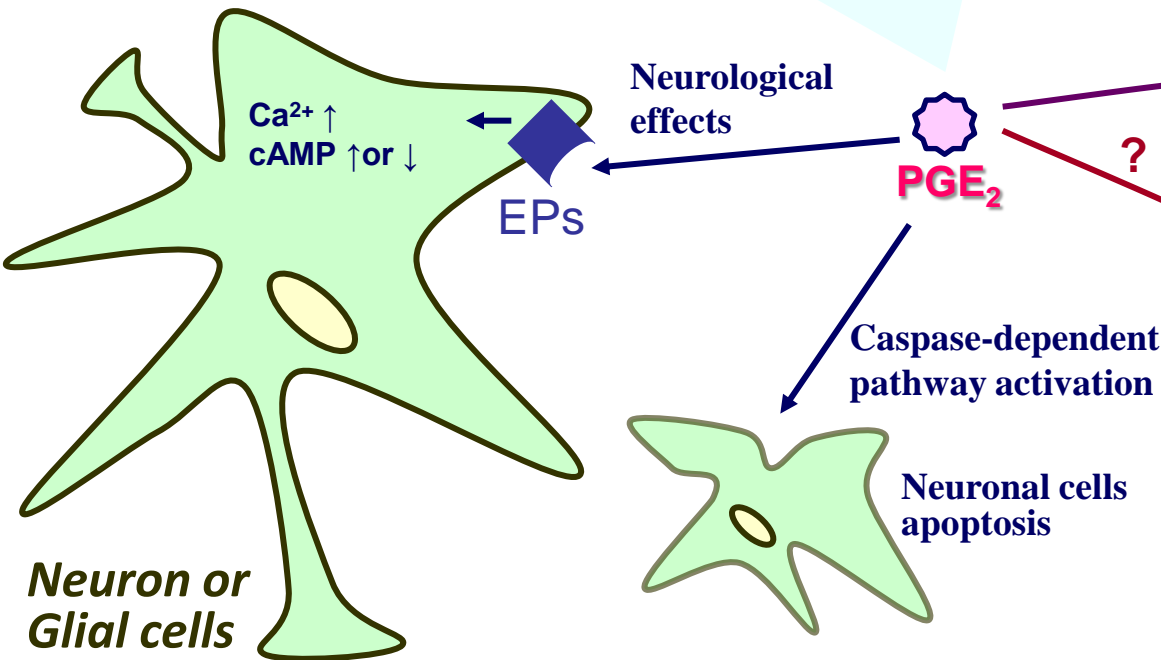 Neurological
effects
Ca²⁺ ↑
cAMP ↑or ↓
?
PGE₂
EPs
Caspase-dependent
pathway activation
Neuronal cells
apoptosis
Neuron or
Glial cells